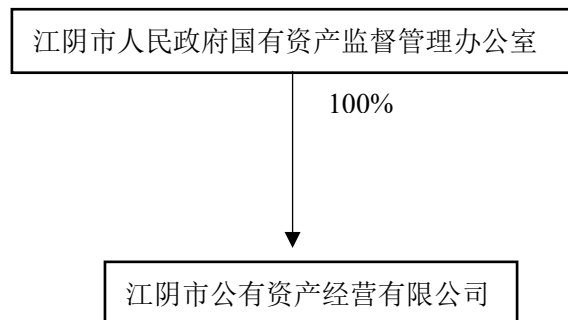 江阴市人民政府国有资产监督管理办公室
100%
江阴市公有资产经营有限公司